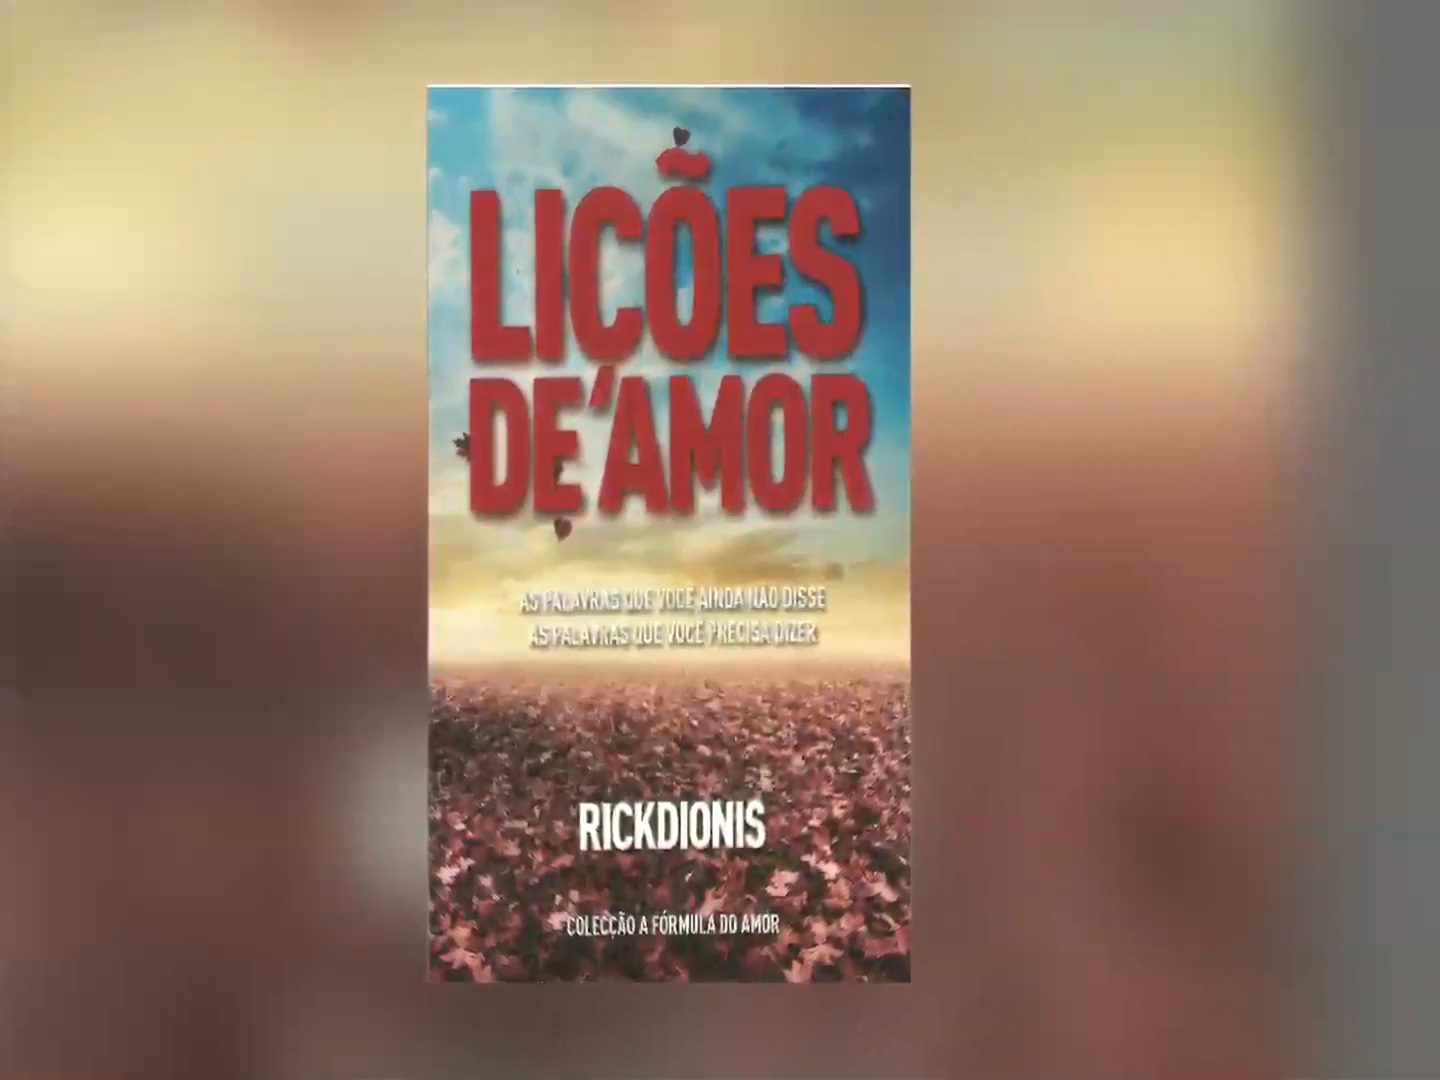 LICÕES
DE'AMOR
AS PALAVRAS QUE VOCÊ AINDA NÃO DISSE
AS PALAVRAS QUE VOCÊ PRECISA DIZER
RICKDIONIS
COLECÇÃO A FÓRMULA DO AMOR